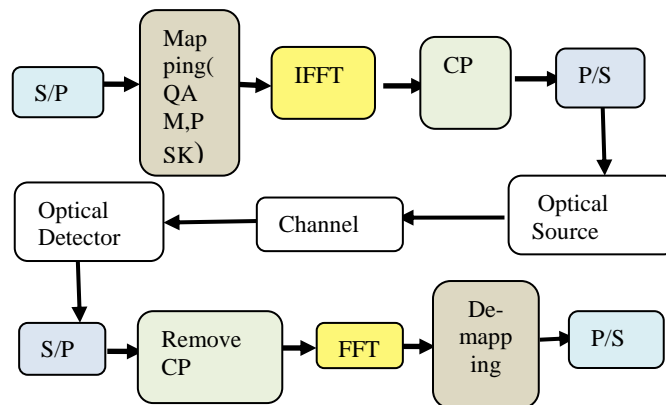 S/P
Map
ping(
QA
M,P
SK)
IFFT
CP
P/S
Optical
Source
Channel
Optical
Detector
S/P
Remove
CP
FFT
De-
mapp
ing
P/S